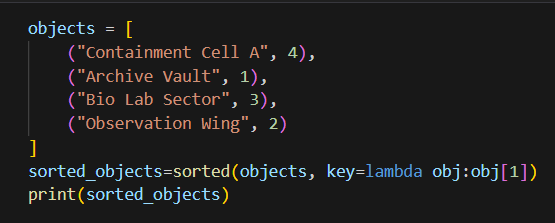 objects = [
    ("Containment Cell A", 4),
    ("Archive Vault", 1),
    ("Bio Lab Sector", 3),
    ("Observation Wing", 2)
]
sorted_objects=sorted(objects, key=lambda obj:obj[1])
print(sorted_objects)